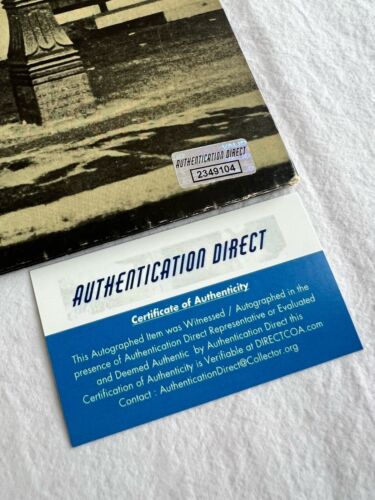 AUTHENTICATION DIRECT
2349104
AUTHENTICATION DIRECT
Certificate of Authenticity
This Autographed Item was Witnessed / Autographed in the
presence of Authentication Direct Representative or Evaluated
and Deemed Authentic by Authentication Direct this
Certification of Authenticity is Verifiable at DIRECTCOA.com
Contact : AuthenticationDirect@Collector.org